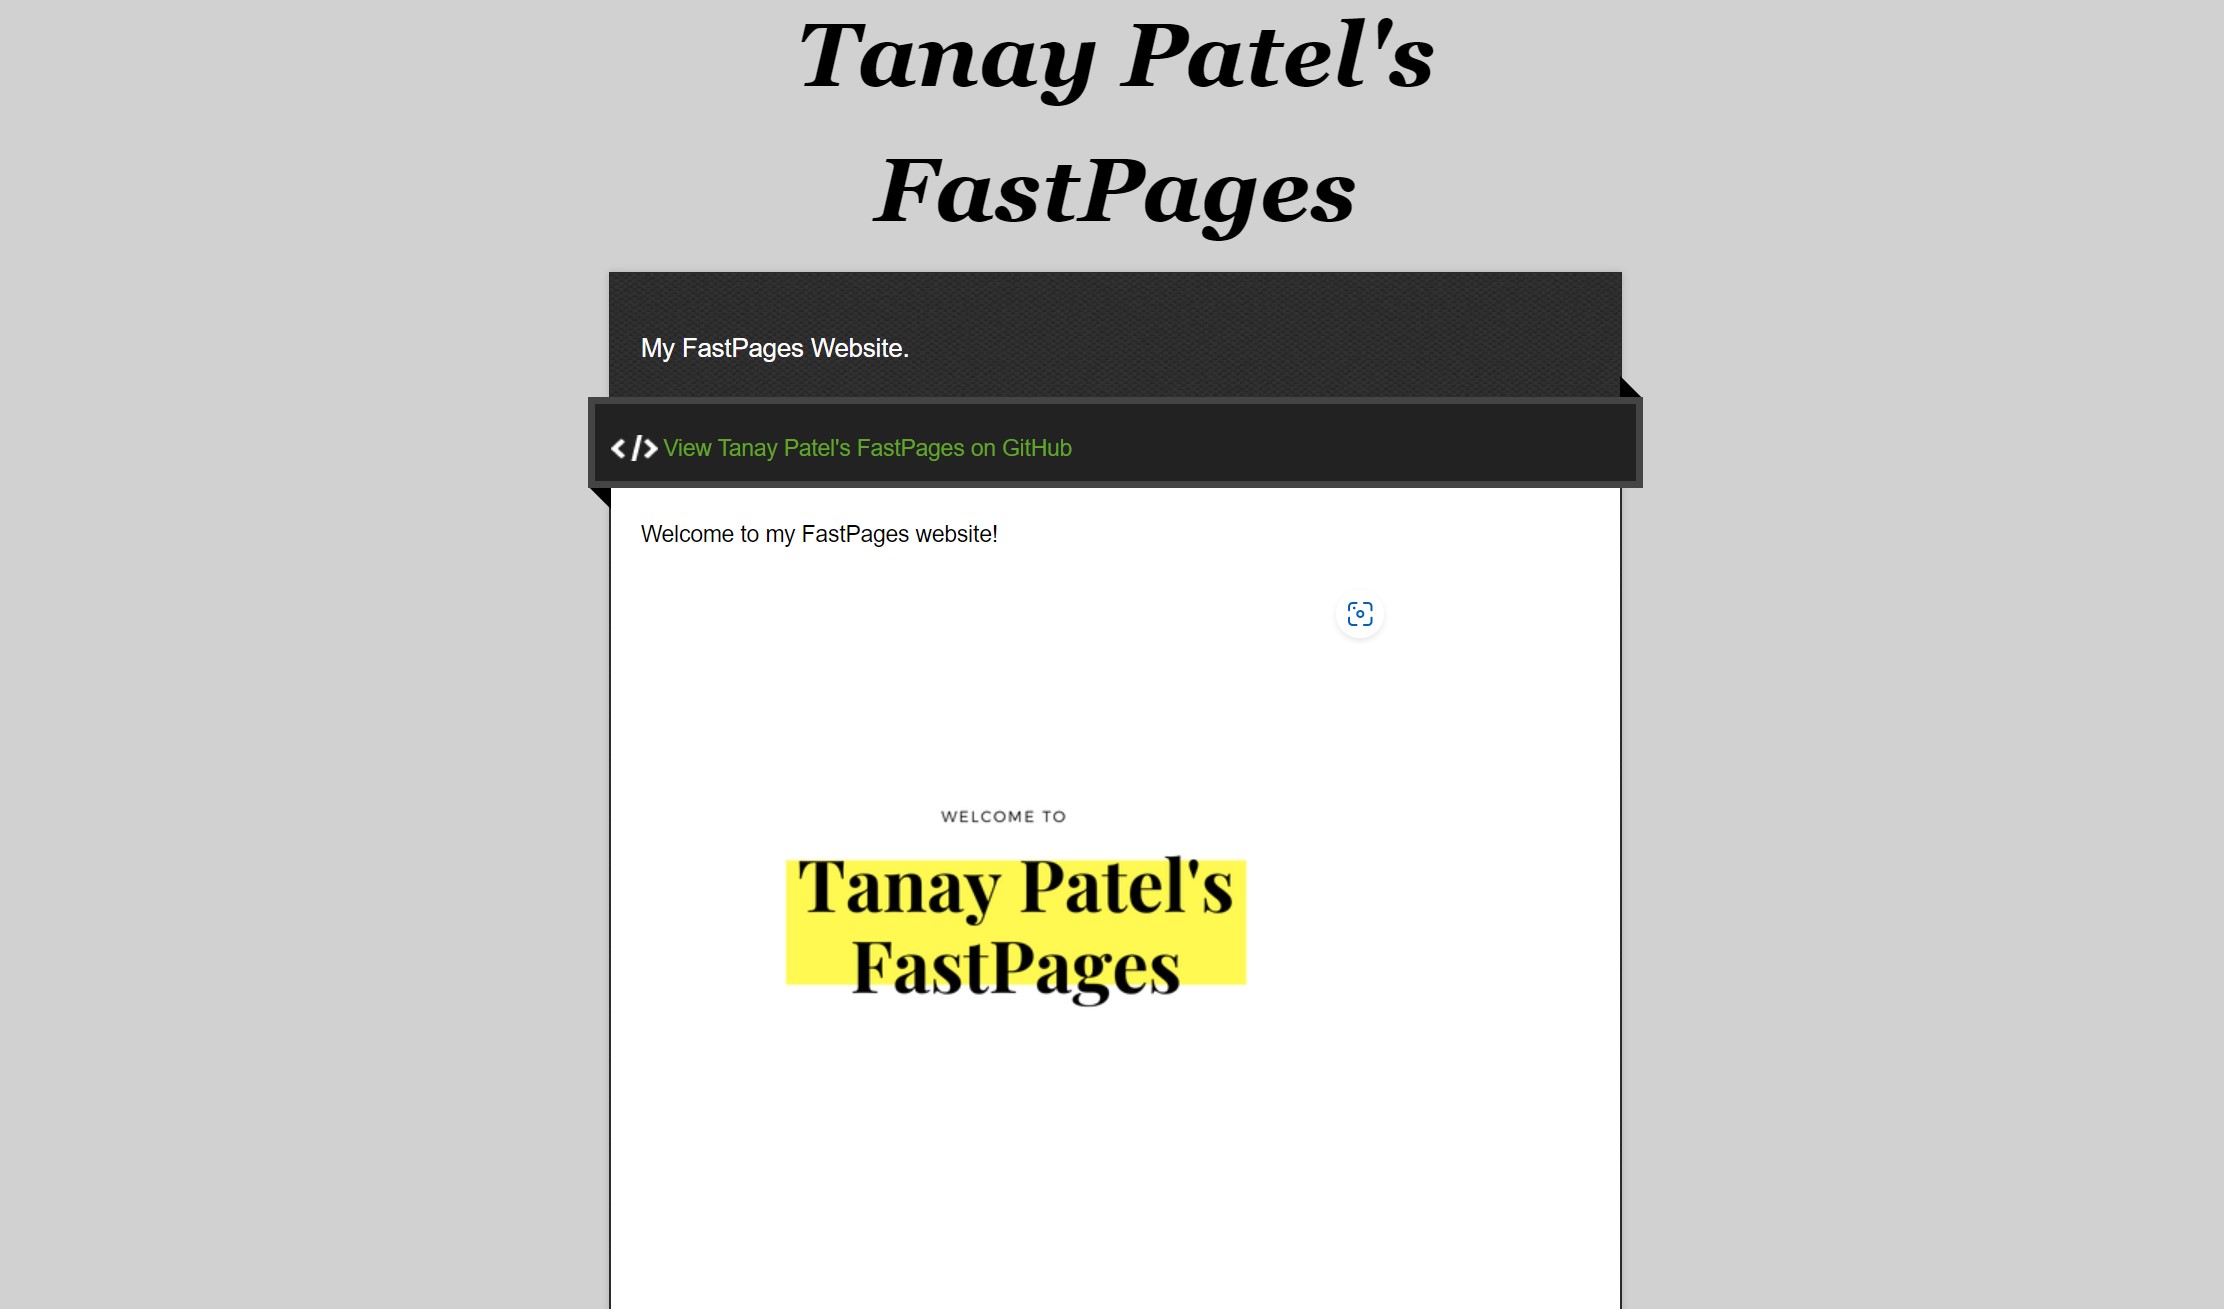 Tanay Patel's
FastPages
My FastPages Website.
</> View Tanay Patel's FastPages on GitHub
Welcome to my FastPages website!
WELCOME TO
Tanay Patel's
FastPages